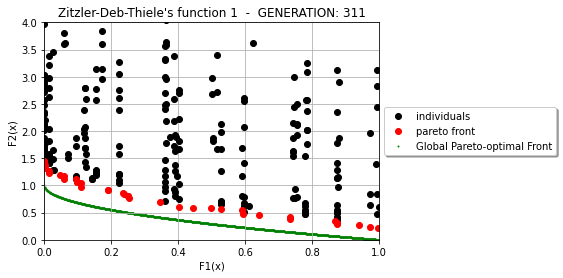 Zitzler-Deb-Thiele's function 1 - GENERATION: 311
4.0
3.5
3.0
2.5
2.0
1.5
1.0
0.5
0.0
F2(x)
0.0 0.2 0.4 0.6 0.8 1.0
F1(x)
individuals
pareto front
Global Pareto-optimal Front